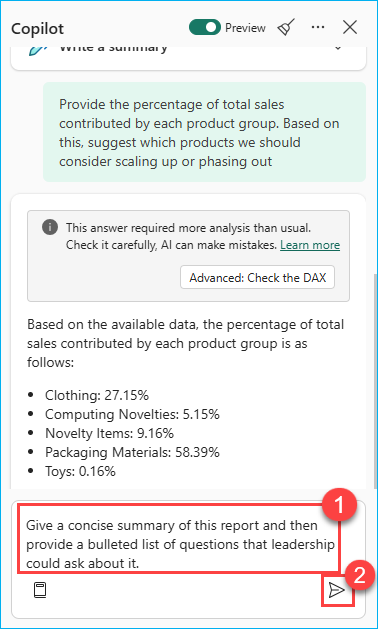 Copilot
Preview
Write a summary
Provide the percentage of total sales
contributed by each product group. Based on
this, suggest which products we should
consider scaling up or phasing out
This answer required more analysis than usual.
Check it carefully, AI can make mistakes. Learn more
Advanced: Check the DAX
Based on the available data, the percentage of total
sales contributed by each product group is as
follows:
• Clothing: 27.15%
• Computing Novelties: 5.15%
• Novelty Items: 9.16%
• Packaging Materials: 58.39%
• Toys: 0.16%
1
Give a concise summary of this report and then
provide a bulleted list of questions that leadership
could ask about it.
2